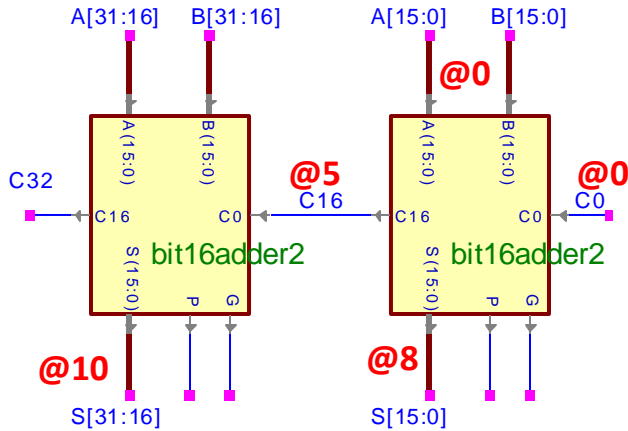 A[31:16] B[31:16] A[15:0] B[15:0]
@0
A(15:0) B(15:0) A(15:0) B(15:0)
C32 @5 @0
C16 C0 C16 C16 C0 C0
bit16adder2 bit16adder2
S(15:0) P G S(15:0) P G
@10 @8
S[31:16] S[15:0]